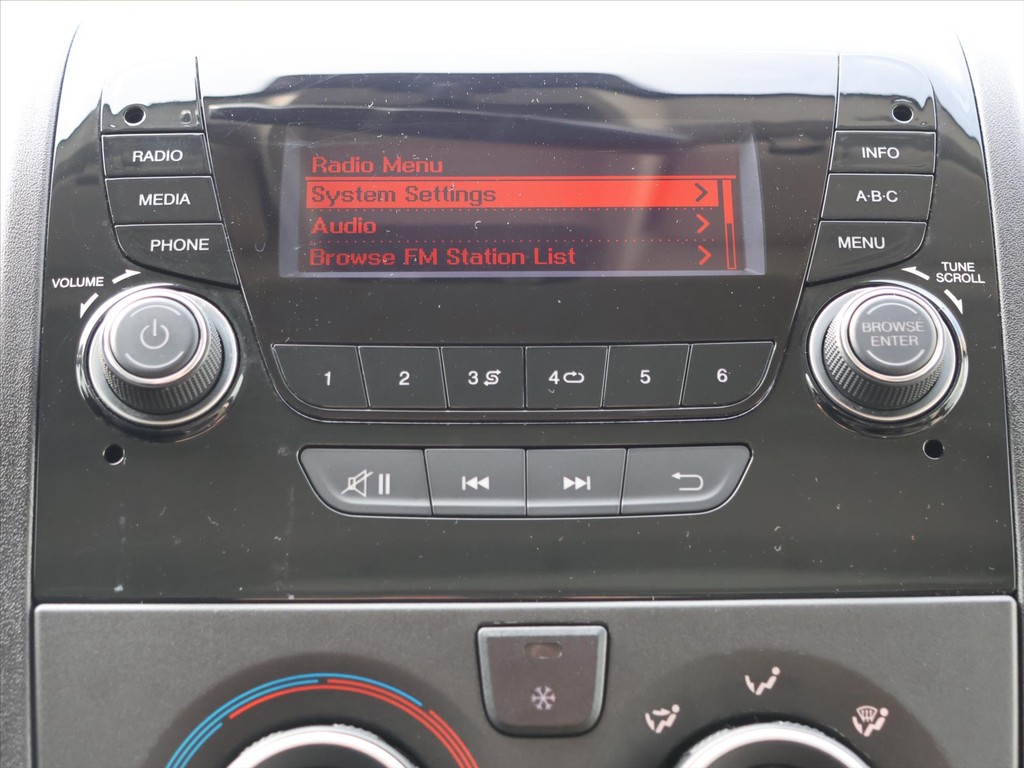 RADIO
MEDIA
PHONE
VOLUME
Radio Menu
System Settings
Audio
Browse FM Station List
INFO
A·B·C
MENU
TUNE
SCROLL
BROWSE
ENTER
1
2
3
4
5
6